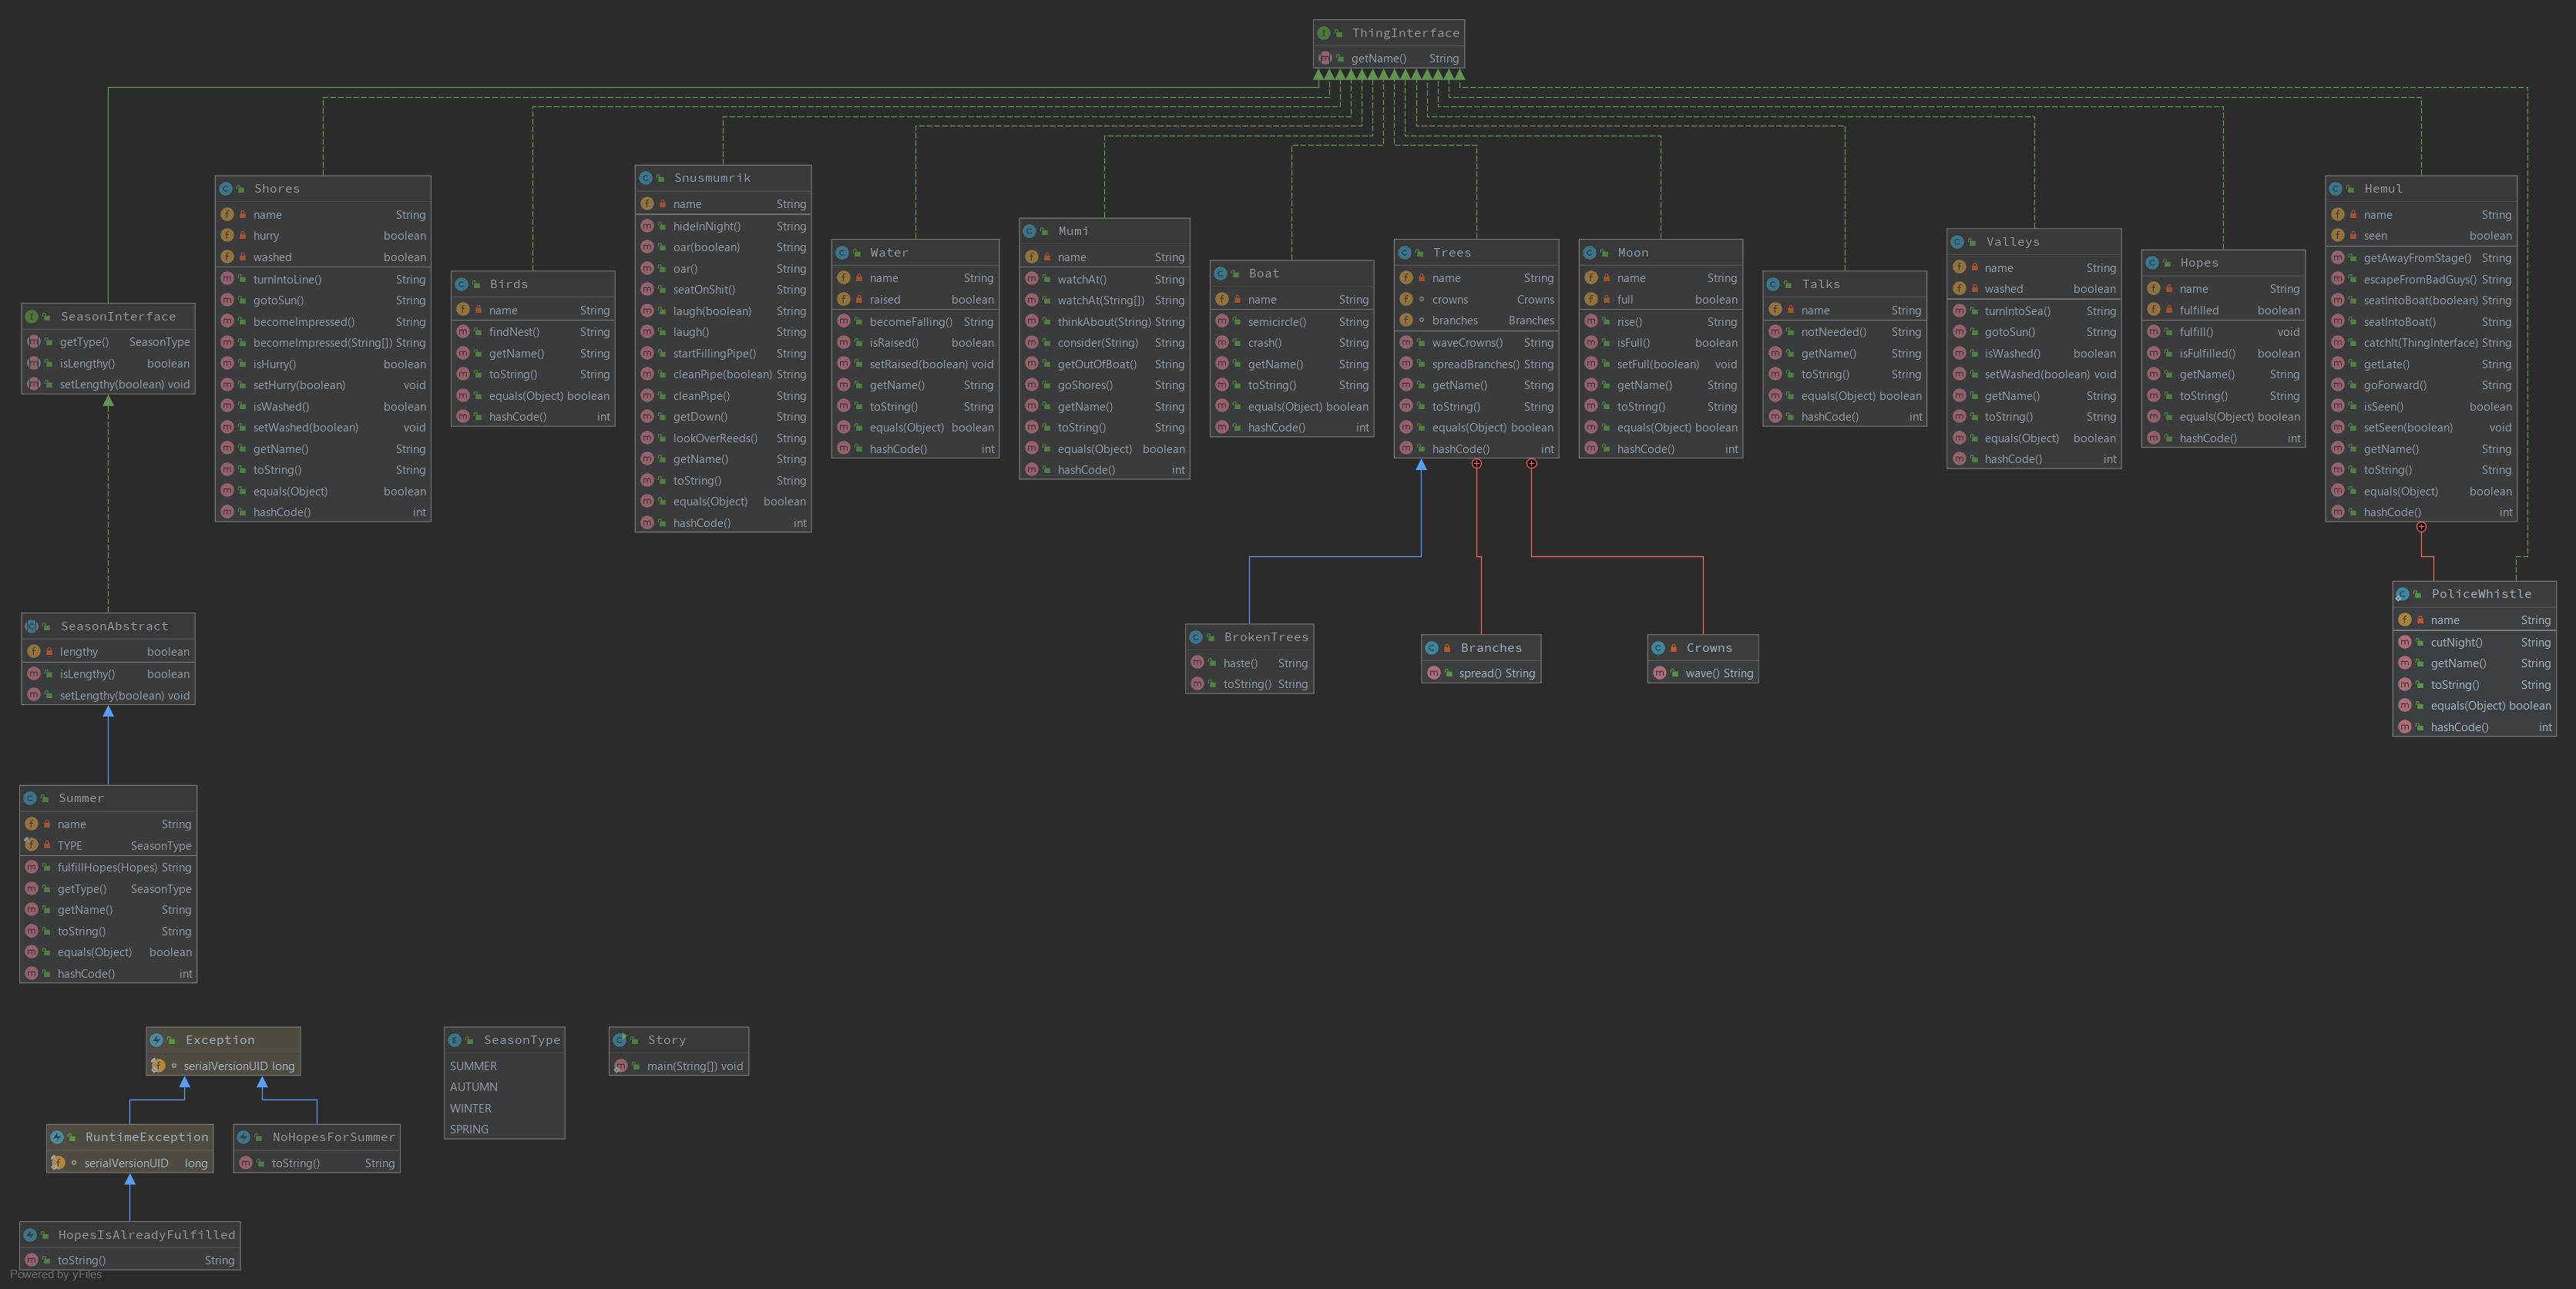 ThingInterface
getName() String
Shores
name String
hurry boolean
washed boolean
turnIntoLine() String
gotoSun() String
becomeImpressed() String
becomeImpressed(String[]) String
isHurry() boolean
setHurry(boolean) void
isWashed() boolean
setWashed(boolean) void
getName() String
toString() String
equals(Object) boolean
hashCode() int
Birds
name String
findNest() String
getName() String
toString() String
equals(Object) boolean
hashCode() int
Snusmumrik
name String
hideInNight() String
oar(boolean) String
oar() String
seatOnShit() String
laugh(boolean) String
laugh() String
startFillingPipe() String
cleanPipe(boolean) String
cleanPipe() String
getDown() String
lookOverReeds() String
getName() String
toString() String
equals(Object) boolean
hashCode() int
Water
name String
raised boolean
becomeFalling() String
isRaised() boolean
setRaised(boolean) void
getName() String
toString() String
equals(Object) boolean
hashCode() int
Mumi
name String
watchAt() String
watchAt(String[]) String
thinkAbout(String) String
consider(String) String
getOutOfBoat() String
goShores() String
getName() String
toString() String
equals(Object) boolean
hashCode() int
Boat
name String
semicircle() String
crash() String
getName() String
toString() String
equals(Object) boolean
hashCode() int
Trees
name String
crowns Crowns
branches Branches
waveCrowns() String
spreadBranches() String
getName() String
toString() String
equals(Object) boolean
hashCode() int
Moon
name String
full boolean
rise() String
isFull() boolean
setFull(boolean) void
getName() String
toString() String
equals(Object) boolean
hashCode() int
Talks
name String
notNeeded() String
getName() String
toString() String
equals(Object) boolean
hashCode() int
Valleys
name String
washed boolean
turnIntoSea() String
gotoSun() String
isWashed() boolean
setWashed(boolean) void
getName() String
toString() String
equals(Object) boolean
hashCode() int
Hopes
name String
fulfilled boolean
fulfill() void
isFulfilled() boolean
getName() String
toString() String
equals(Object) boolean
hashCode() int
Hemul
name String
seen boolean
getAwayFromStage() String
escapeFromBadGuys() String
seatIntoBoat(boolean) String
seatIntoBoat() String
catchIt(ThingInterface) String
getLate() String
goForward() String
isSeen() boolean
setSeen(boolean) void
getName() String
toString() String
equals(Object) boolean
hashCode() int
SeasonInterface
getType() SeasonType
isLengthy() boolean
setLengthy(boolean) void
SeasonAbstract
lengthy boolean
isLengthy() boolean
setLengthy(boolean) void
BrokenTrees
haste() String
toString() String
Branches
spread() String
Crowns
wave() String
PoliceWhistle
name String
cutNight() String
getName() String
toString() String
equals(Object) boolean
hashCode() int
Summer
name String
TYPE SeasonType
fulfillHopes(Hopes) String
getType() SeasonType
getName() String
toString() String
equals(Object) boolean
hashCode() int
Exception
serialVersionUID long
SeasonType
SUMMER
AUTUMN
WINTER
SPRING
Story
main(String[]) void
RuntimeException
serialVersionUID long
NoHopesForSummer
toString() String
HopesIsAlreadyFulfilled
toString() String
Powered by yFiles